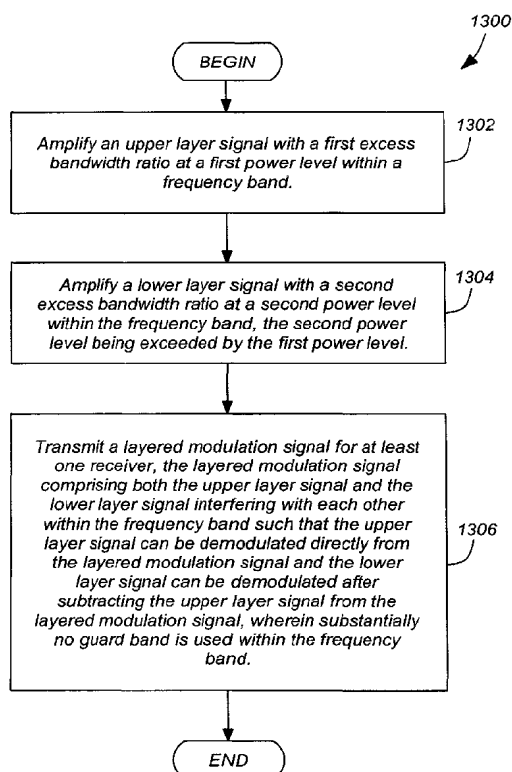 1300
BEGIN
1302
Amplify an upper layer signal with a first excess
bandwidth ratio at a first power level within a
frequency band.
1304
Amplify a lower layer signal with a second
excess bandwidth ratio at a second power level
within the frequency band, the second power
level being exceeded by the first power level.
Transmit a layered modulation signal for at least
one receiver, the layered modulation signal
comprising both the upper layer signal and the
lower layer signal interfering with each other
within the frequency band such that the upper
layer signal can be demodulated directly from
the layered modulation signal and the lower
layer signal can be demodulated after
subtracting the upper layer signal from the
layered modulation signal, wherein substantially
no guard band is used within the frequency
band.
1306
END